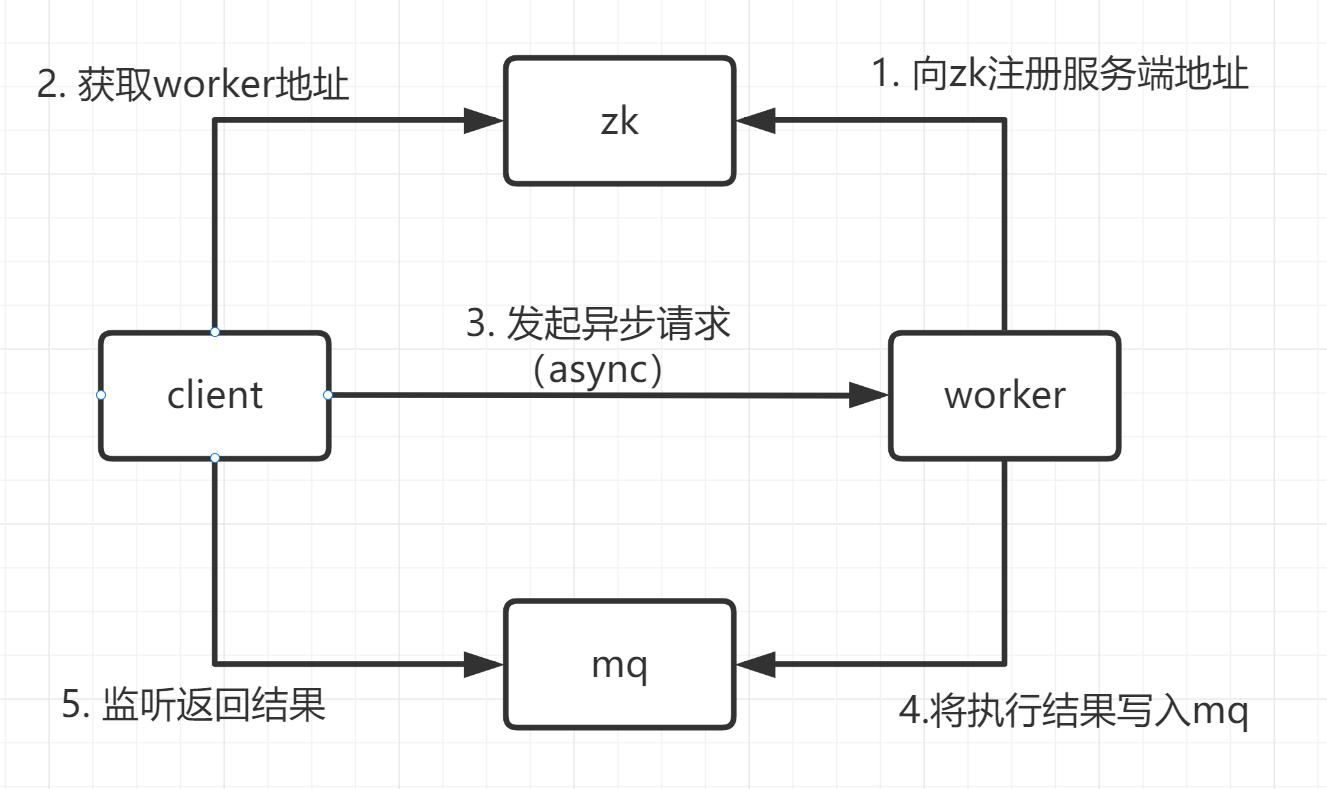 2. 获取worker地址
1. 向zk注册服务端地址
zk
3. 发起异步请求
（async）
client
worker
mq
5. 监听返回结果
4.将执行结果写入mq